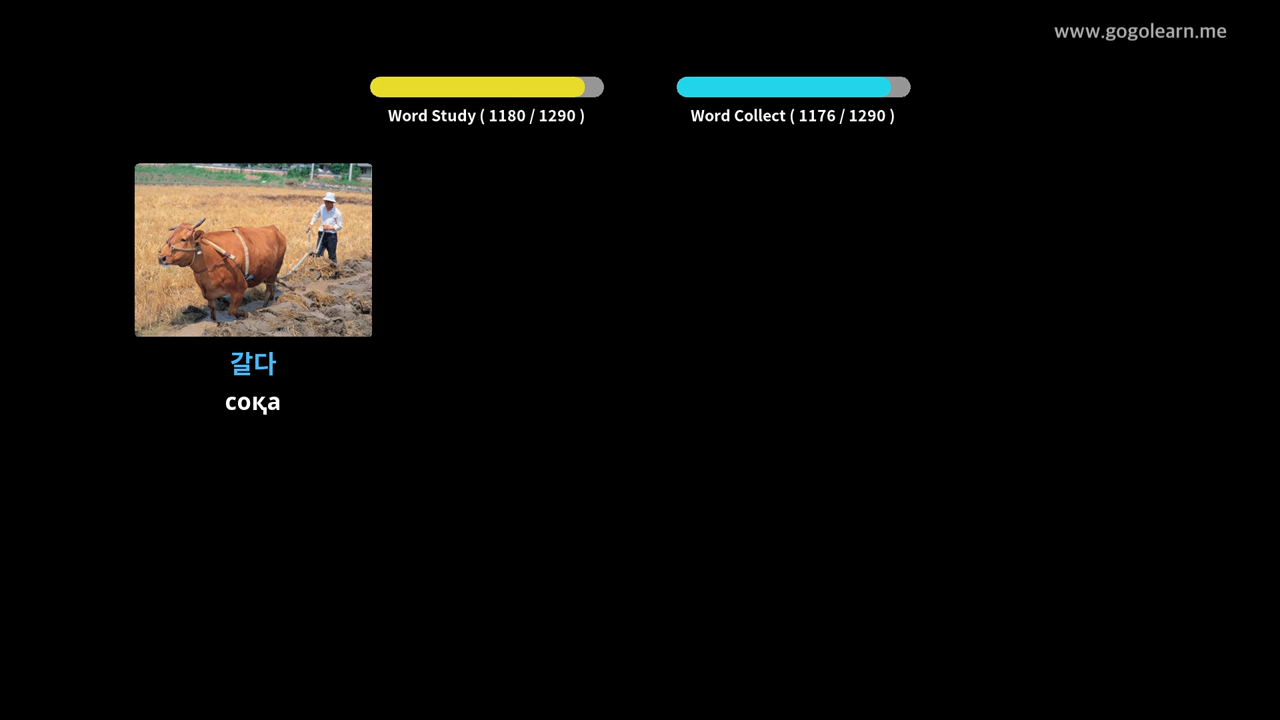 www.gogolearn.me
Word Study ( 1180 / 1290 )
Word Collect ( 1176 / 1290 )
갈다
соқа